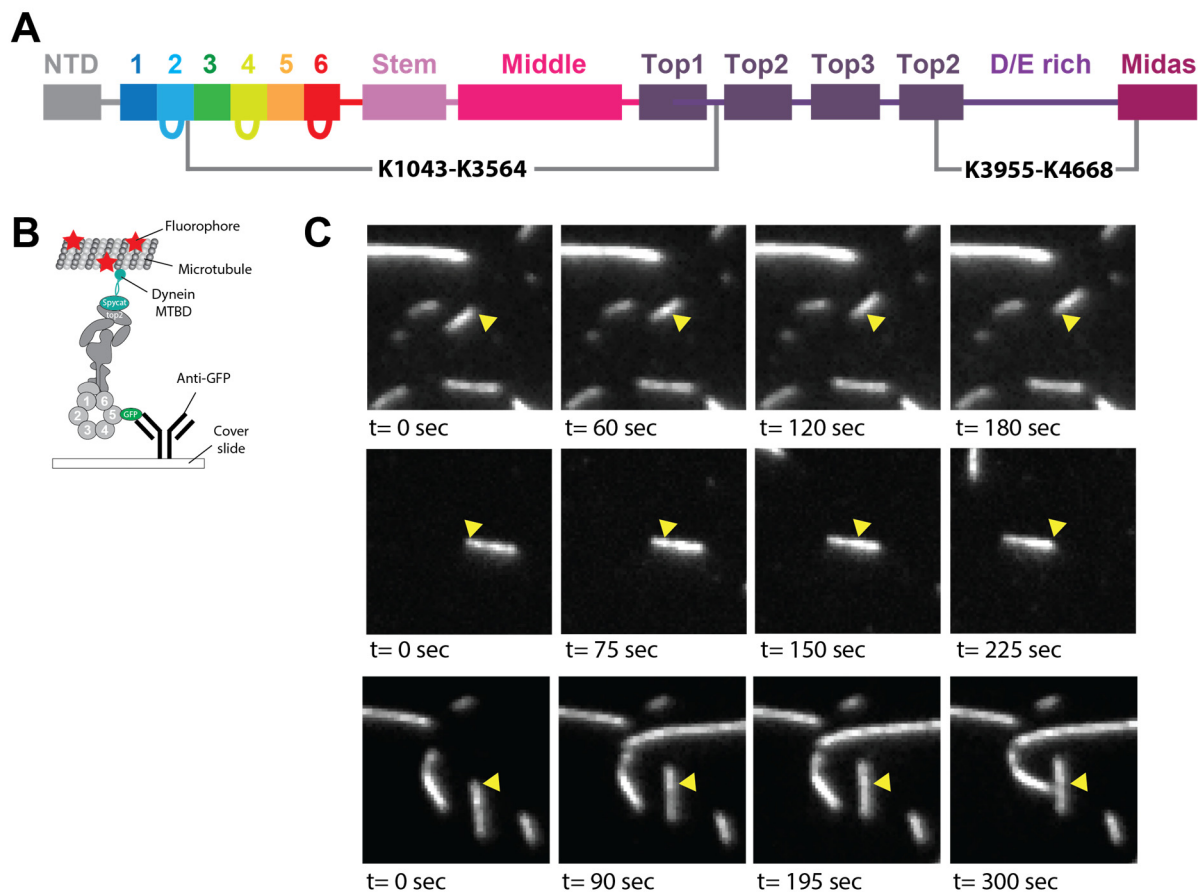 A
NTD 1 2 3 4 5 6 Stem Middle Top1 Top2 Top3 Top2 D/E rich Midas
K1043-K3564
K3955-K4668
B
Fluorophore
Microtubule
Dynein
MTBD
Spycat
top2
Anti-GFP
1 6
2 5 GFP
3 4
Cover
slide
C
t= 0 sec
60 sec
t= 120 sec
t= 180 sec
t= 0 sec
t= 75 sec
t= 150 sec
t= 225 sec
t= 0 sec
t= 90 sec
t= 195 sec
t= 300 sec